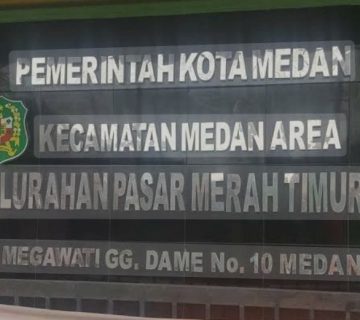 PEMERINTAH KOTA MEDAN
KECAMATAN MEDAN AREA
LURAHAN PASAR MERAH TIMUR
MEGAWATI GG. DAME No. 10 MEDAN